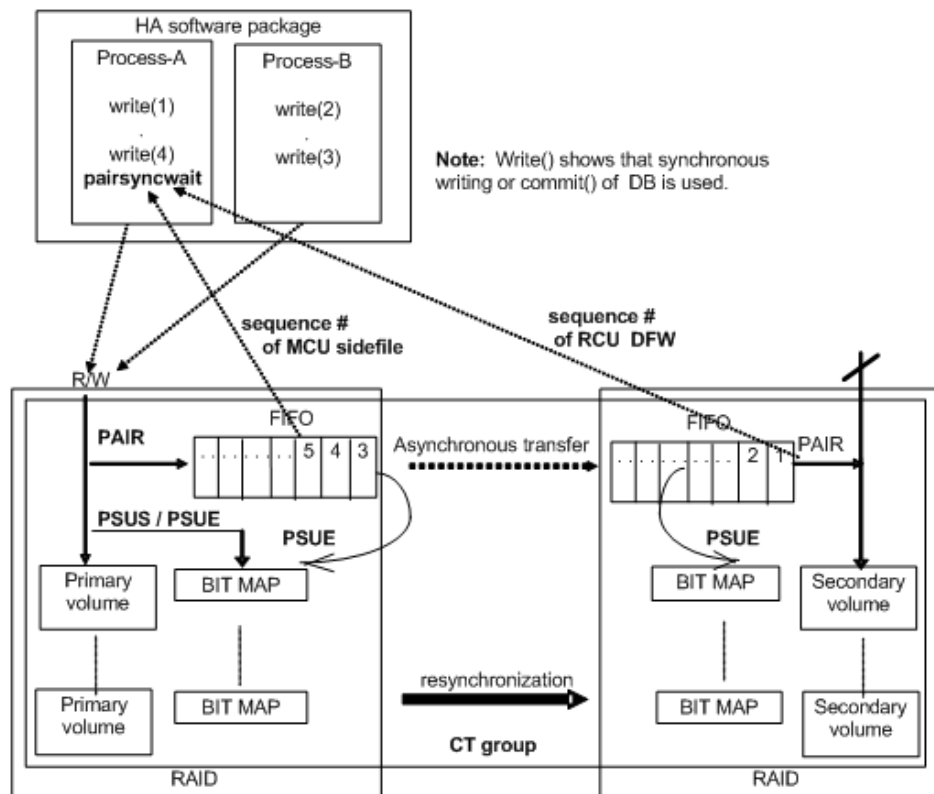 HA software package
Process-A
write(1)
.
write(4)
pairsyncwait
Process-B
write(2)
.
write(3)
Note: Write() shows that synchronous
writing or commit() of DB is used.
sequence #
of MCU sidefile
sequence #
of RCU DFW
R/W
FIFO
PAIR
. . . . . . . . . 5 4 3
Asynchronous transfer
FIFO
. . . . . . . . . . . 2 1
PAIR
PSUS / PSUE
PSUE
PSUE
Primary
volume
BIT MAP
BIT MAP
Secondary
volume
resynchronization
Primary
volume
BIT MAP
BIT MAP
Secondary
volume
CT group
RAID
RAID